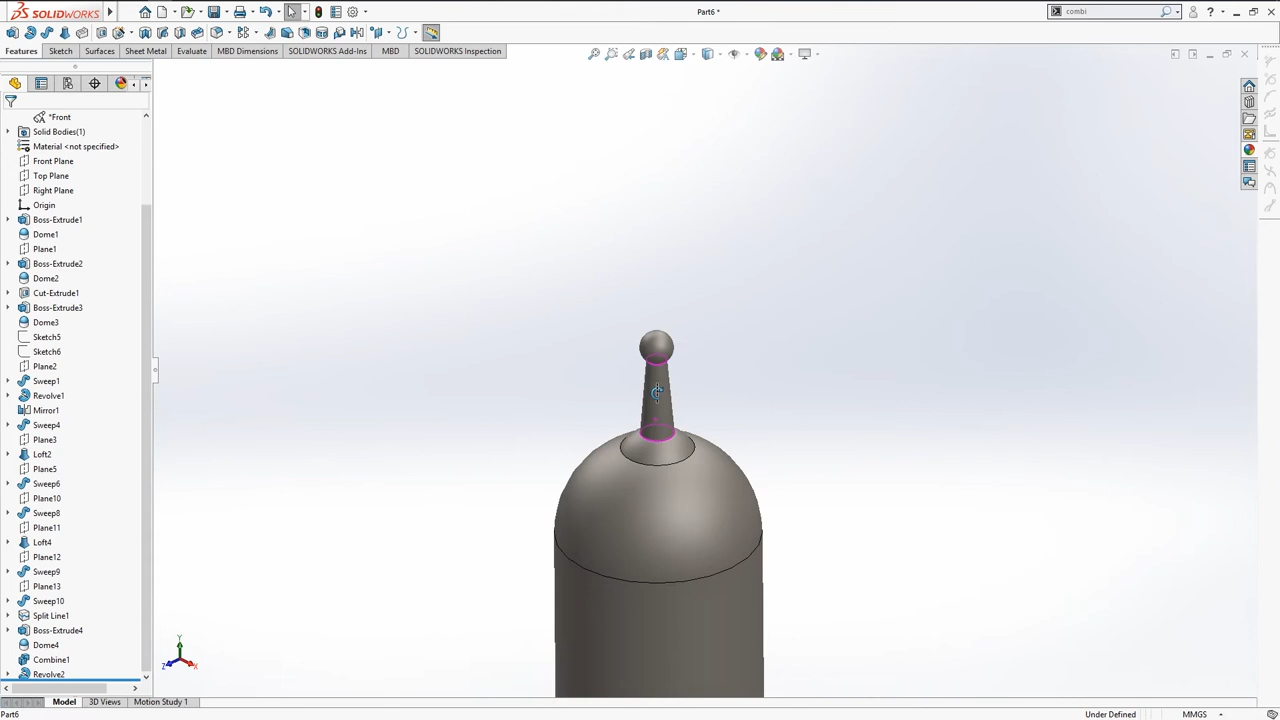 SOLIDWORKS
Part6 *
combi
Features
Sketch
Surfaces
Sheet Metal
Evaluate
MBD Dimensions
SOLIDWORKS Add-Ins
MBD
SOLIDWORKS Inspection
*Front
Solid Bodies(1)
Material <not specified>
Front Plane
Top Plane
Right Plane
Origin
Boss-Extrude1
Dome1
Plane1
Boss-Extrude2
Dome2
Cut-Extrude1
Boss-Extrude3
Dome3
Sketch5
Sketch6
Plane2
Sweep1
Revolve1
Mirror1
Sweep4
Plane3
Loft2
Plane5
Sweep6
Plane10
Sweep8
Plane11
Loft4
Plane12
Sweep9
Plane13
Sweep10
Split Line1
Boss-Extrude4
Dome4
Combine1
Revolve2
Y
Z
X
Model
3D Views
Motion Study 1
Part6
Under Defined
MMGS